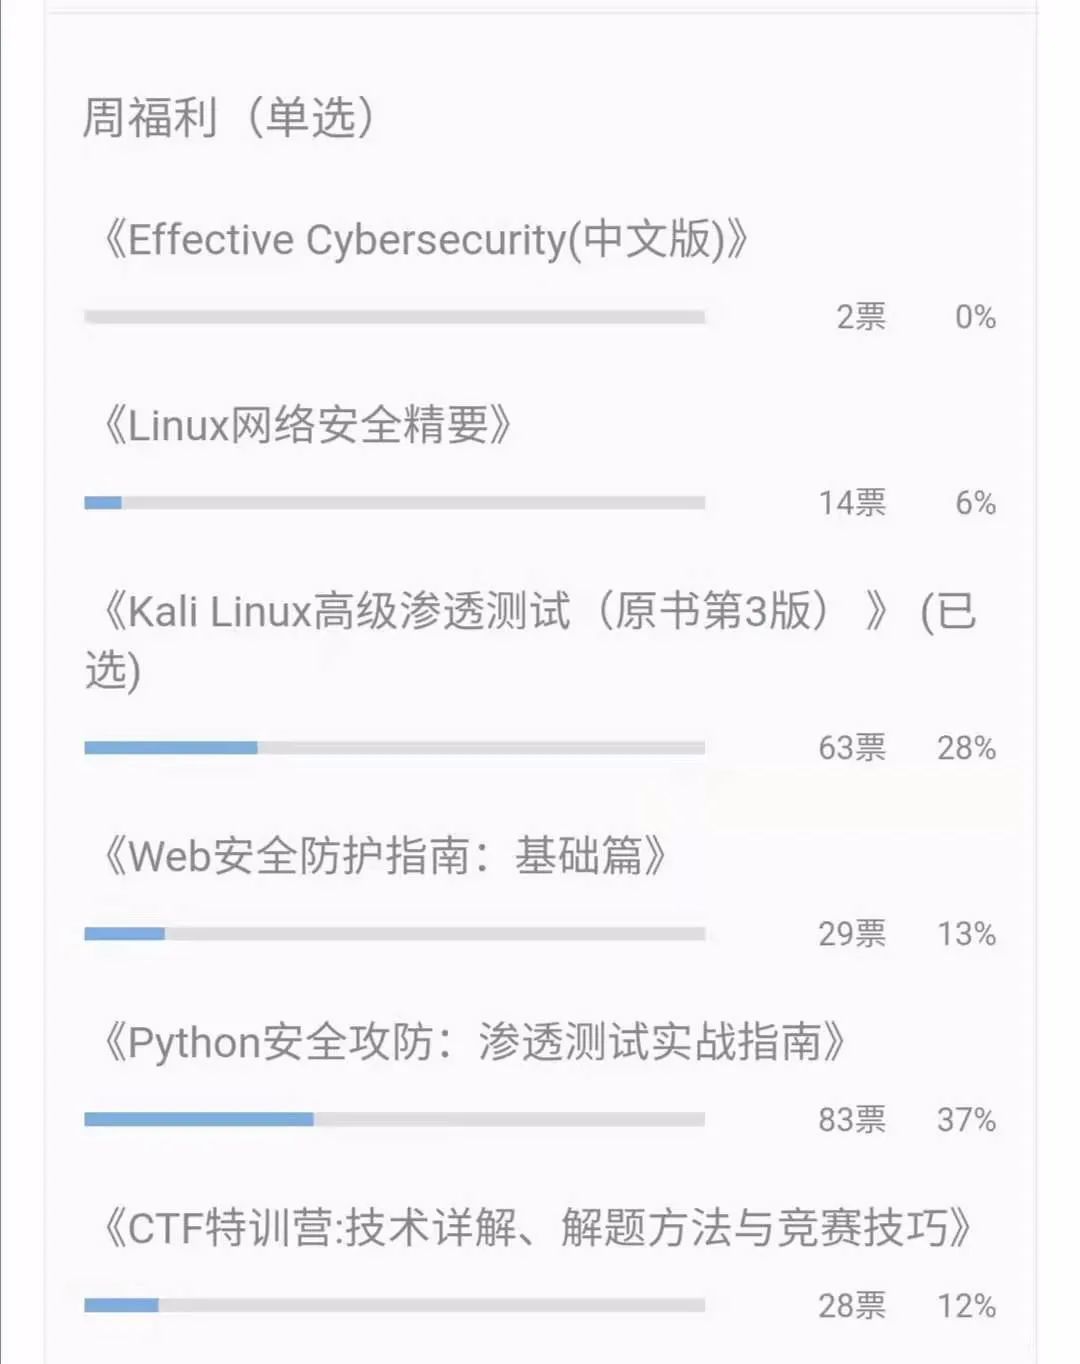 周福利（单选）
《Effective Cybersecurity(中文版)》
2票 0%
《Linux网络安全精要》
14票 6%
《Kali Linux高级渗透测试（原书第3版） 》 (已
选)
63票 28%
《Web安全防护指南：基础篇》
29票 13%
《Python安全攻防：渗透测试实战指南》
83票 37%
《CTF特训营:技术详解、解题方法与竞赛技巧》
28票 12%